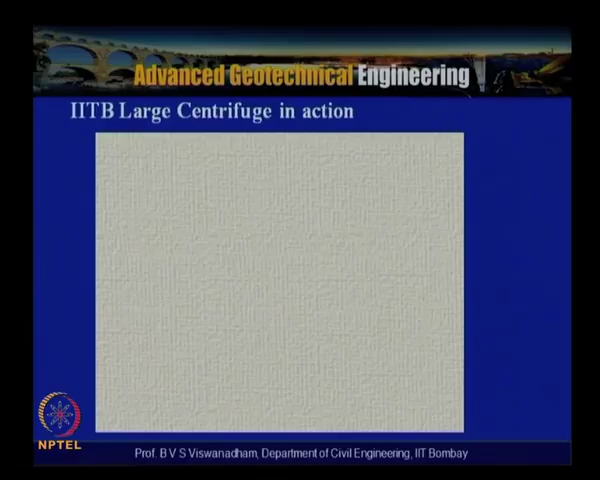 Advanced Geotechnical Engineering
IITB Large Centrifuge in action
NPTEL
Prof. B V S Viswanadham, Department of Civil Engineering, IIT Bombay